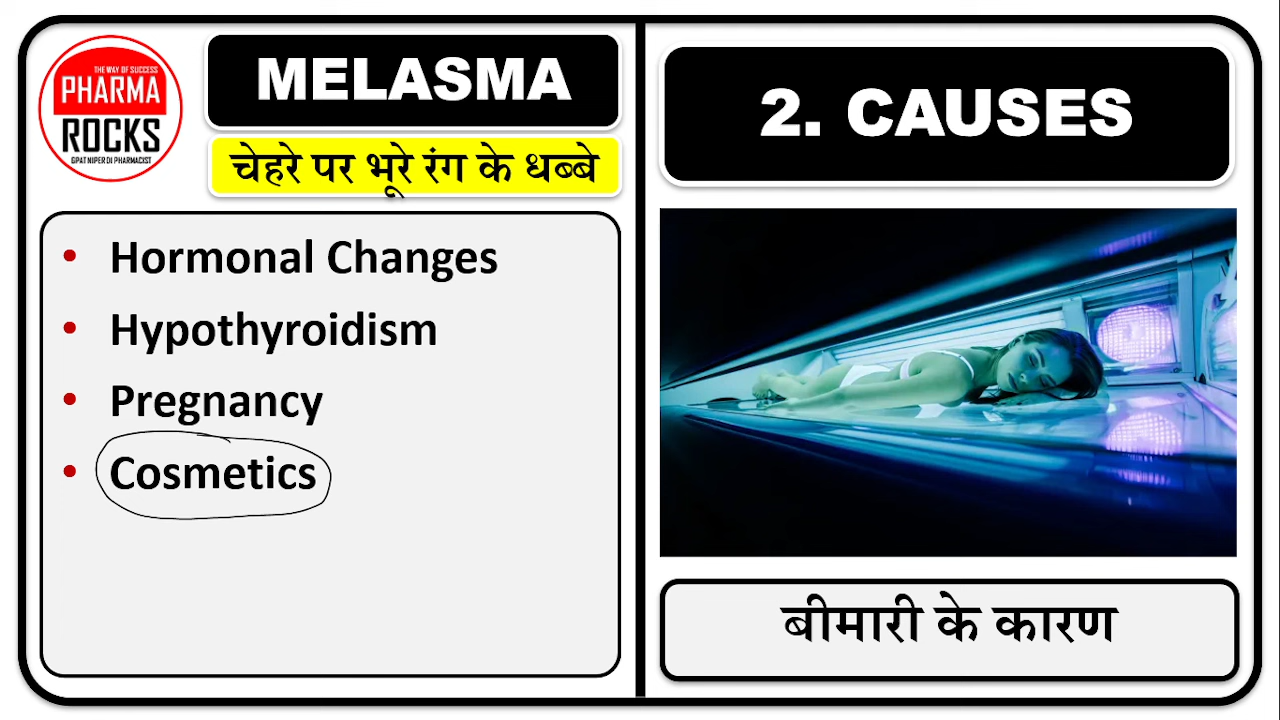 THE WAY OF SUCCESS
PHARMA
ROCKS
GPAT NIPER DI PHARMACIST
MELASMA
चेहरे पर भूरे रंग के धब्बे
• Hormonal Changes
• Hypothyroidism
• Pregnancy
• Cosmetics
2. CAUSES
बीमारी के कारण